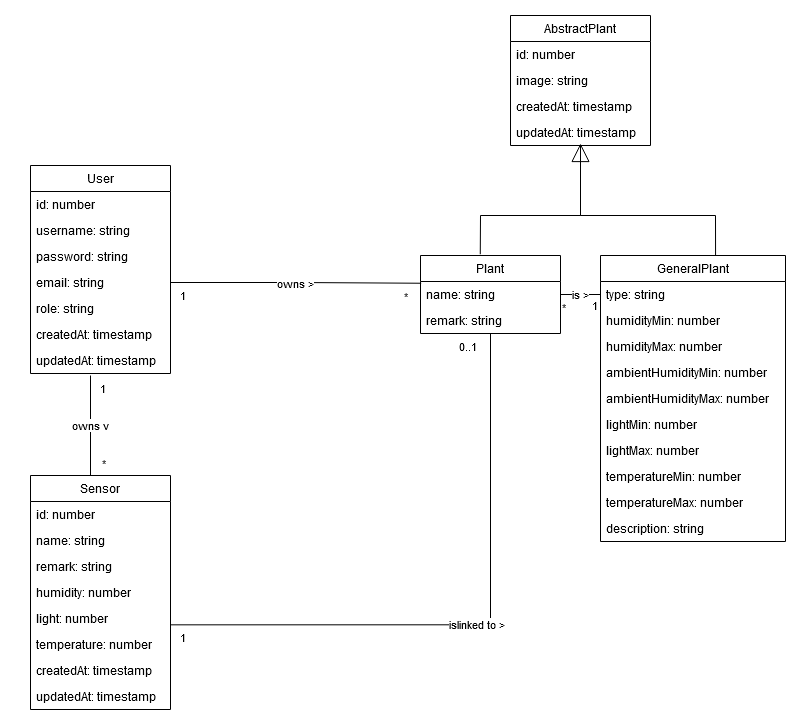 AbstractPlant
id: number
image: string
createdAt: timestamp
updatedAt: timestamp
User
id: number
username: string
password: string
email: string
role: string
createdAt: timestamp
updatedAt: timestamp
1
owns >
*
Plant
name: string
remark: string
*
is >
1
GeneralPlant
type: string
humidityMin: number
humidityMax: number
ambientHumidityMin: number
ambientHumidityMax: number
lightMin: number
lightMax: number
temperatureMin: number
temperatureMax: number
description: string
0..1
1
owns v
*
Sensor
id: number
name: string
remark: string
humidity: number
light: number
temperature: number
createdAt: timestamp
updatedAt: timestamp
1
islinked to >